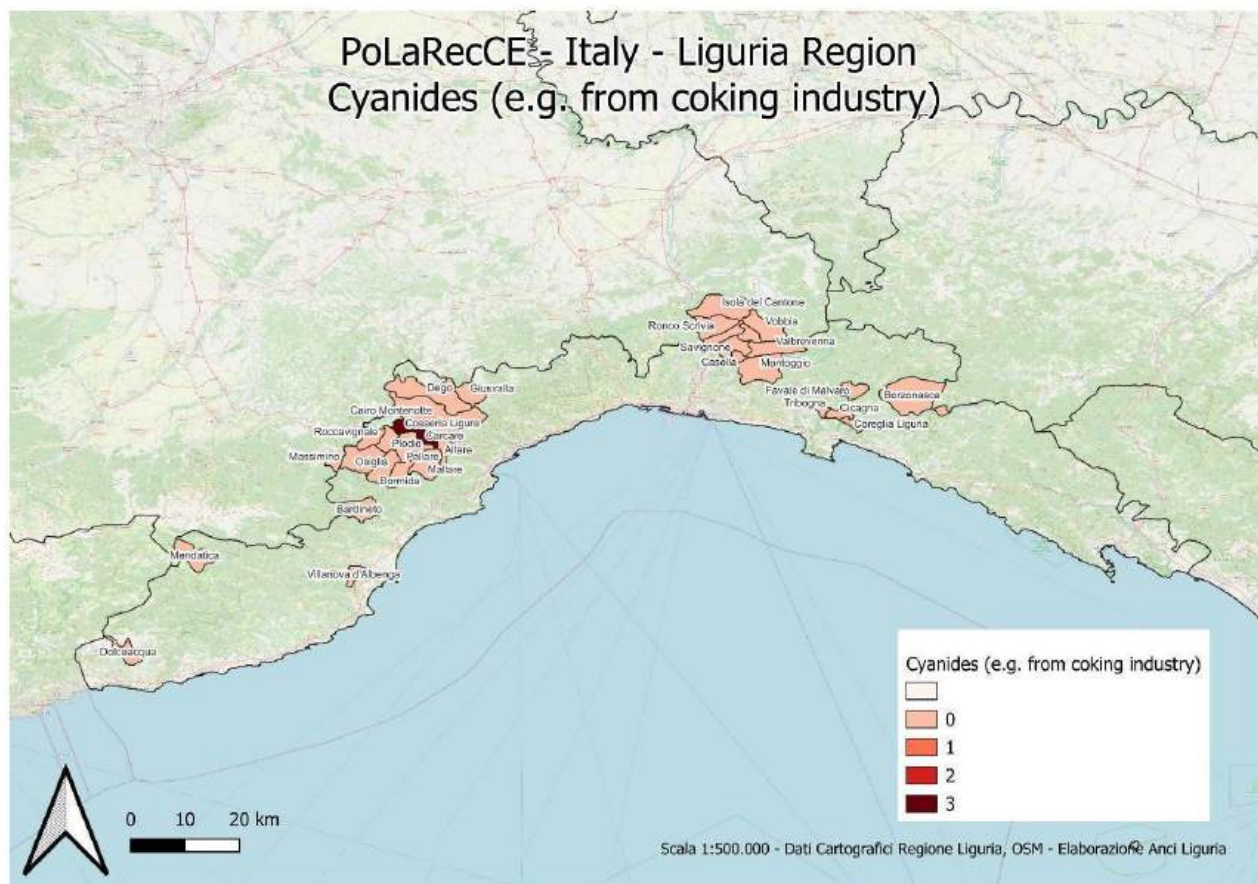 PoLaRecCE - Italy - Liguria Region
Cyanides (e.g. from coking industry)
Isola del Cantone
Ronco Scrivia
Vobbia
Savignone
Valbrevenna
Casella
Montoggio
Favale di Malvaro
Borzonasca
Tribogna
Cicagna
Coreglia Ligure
Dego
Giusvalla
Cairo Montenotte
Cosseria Ligure
Roccavignale
Carcare
Plodio
Altare
Massimino
Osiglia
Pallare
Mallare
Bormida
Bardineto
Mendatica
Villanova d'Albenga
Dolceacqua
Cyanides (e.g. from coking industry)
0
1
2
3
0 10 20 km
Scala 1:500.000 - Dati Cartografici Regione Liguria, OSM - Elaborazione Anci Liguria